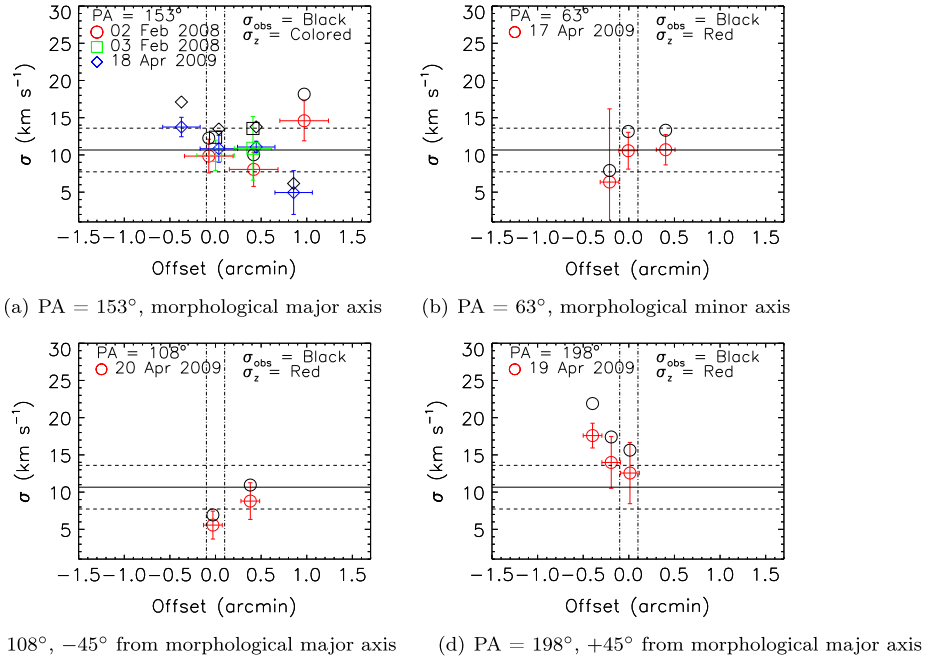 PA = 153°
02 Feb 2008
03 Feb 2008
18 Apr 2009
σobs = Black
σz = Colored
30
25
20
15
10
5
σ (km s⁻¹)
−1.5 −1.0 −0.5 0.0 0.5 1.0 1.5
Offset (arcmin)
(a) PA = 153°, morphological major axis
PA = 63°
17 Apr 2009
σobs = Black
σz = Red
30
25
20
15
10
5
σ (km s⁻¹)
−1.5 −1.0 −0.5 0.0 0.5 1.0 1.5
Offset (arcmin)
(b) PA = 63°, morphological minor axis
PA = 108°
20 Apr 2009
σobs = Black
σz = Red
30
25
20
15
10
5
σ (km s⁻¹)
−1.5 −1.0 −0.5 0.0 0.5 1.0 1.5
Offset (arcmin)
108°, −45° from morphological major axis
PA = 198°
19 Apr 2009
σobs = Black
σz = Red
30
25
20
15
10
5
σ (km s⁻¹)
−1.5 −1.0 −0.5 0.0 0.5 1.0 1.5
Offset (arcmin)
(d) PA = 198°, +45° from morphological major axis